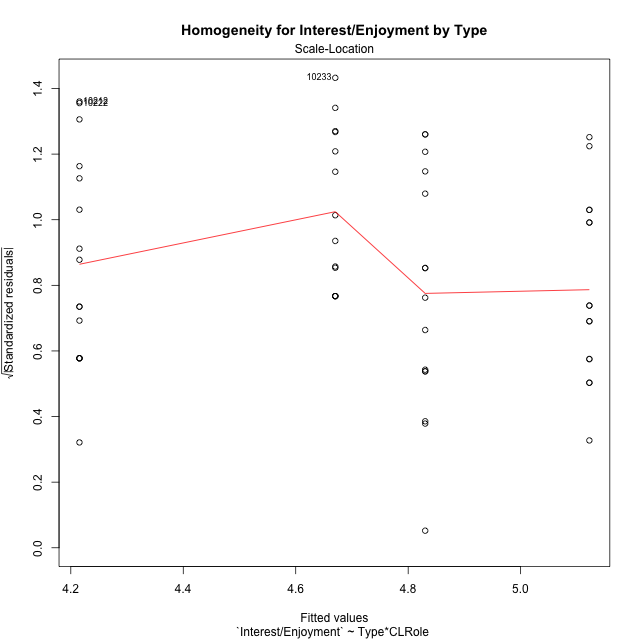 Homogeneity for Interest/Enjoyment by Type
Scale-Location
10233
10222
1.4
1.2
1.0
0.8
0.6
0.4
0.2
0.0
√|Standardized residuals|
4.2 4.4 4.6 4.8 5.0
Fitted values
`Interest/Enjoyment` ~ Type*CLRole